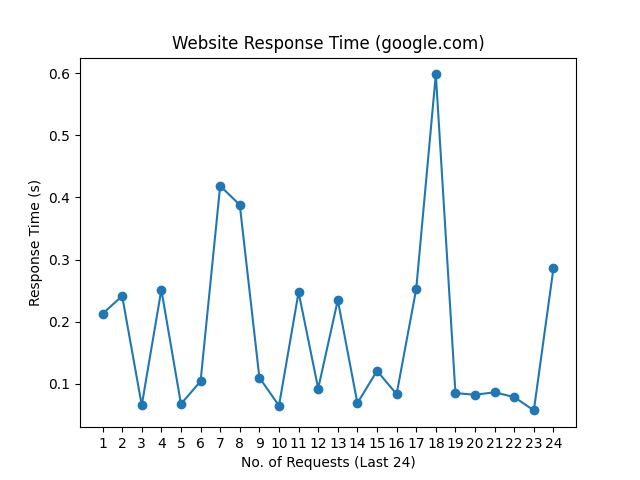 Website Response Time (google.com)
0.6
0.5
0.4
0.3
0.2
0.1
Response Time (s)
1 2 3 4 5 6 7 8 9 10 11 12 13 14 15 16 17 18 19 20 21 22 23 24
No. of Requests (Last 24)